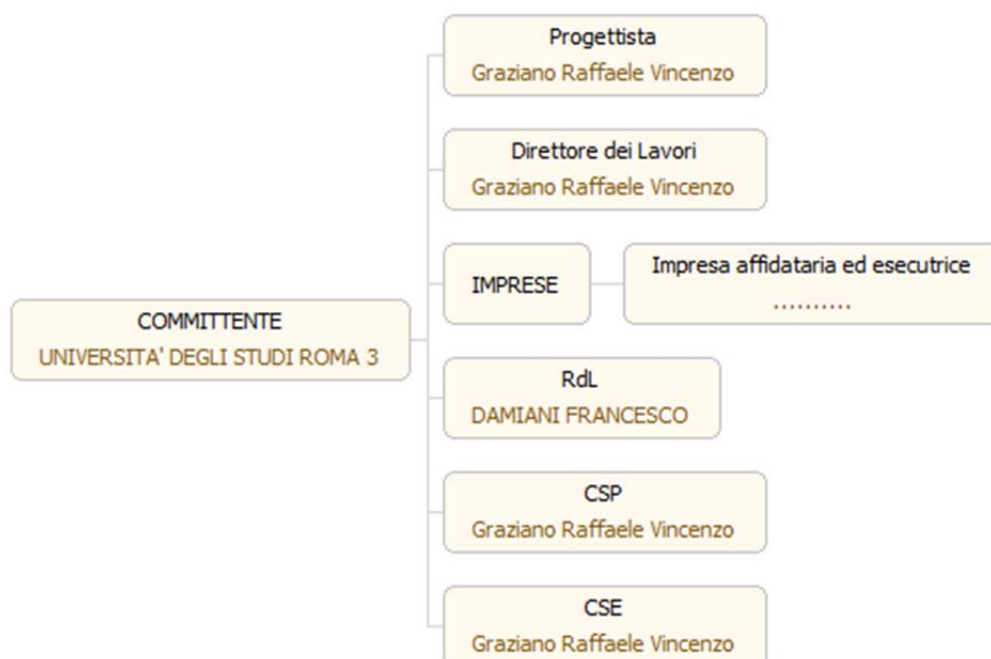 Progettista
Graziano Raffaele Vincenzo
Direttore dei Lavori
Graziano Raffaele Vincenzo
IMPRESE
Impresa affidataria ed esecutrice
..........
COMMITTENTE
UNIVERSITA' DEGLI STUDI ROMA 3
RdL
DAMIANI FRANCESCO
CSP
Graziano Raffaele Vincenzo
CSE
Graziano Raffaele Vincenzo